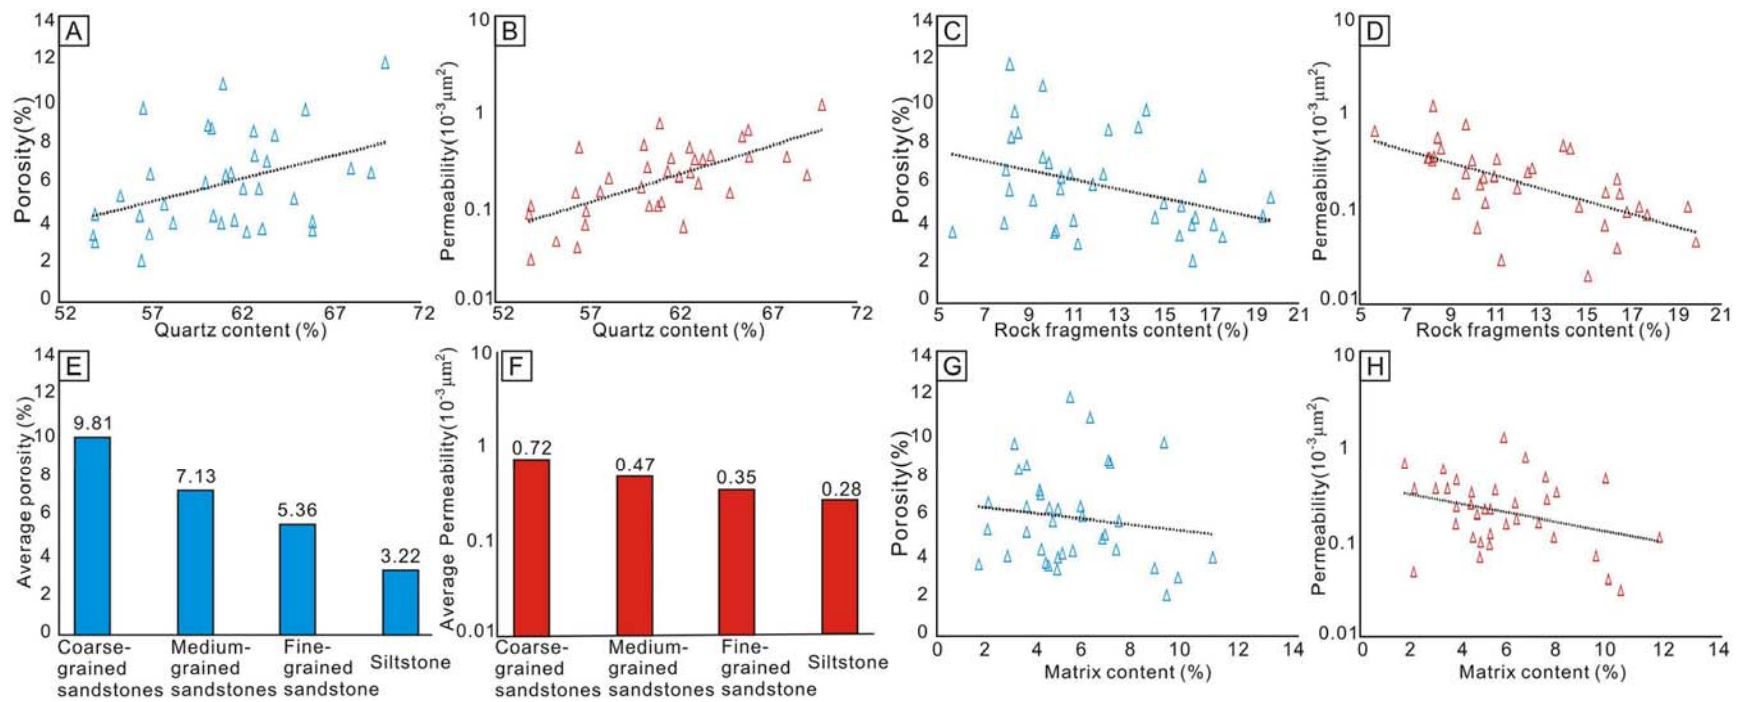 A
Porosity(%)
14
12
10
8
6
4
2
0
52 57 62 67 72
Quartz content (%)
B
Permeability(10⁻³μm²)
10
1
0.1
0.01
57 62 67 72
Quartz content (%)
C
Porosity(%)
14
12
10
8
6
4
2
0
5 7 9 11 13 15 17 19 21
Rock fragments content (%)
D
Permeability(10⁻³μm²)
10
1
0.1
0.01
5 7 9 11 13 15 17 19 21
Rock fragments content (%)
E
Average porosity (%)
14
12
10
8
6
4
2
0
9.81
7.13
5.36
3.22
Coarse-
grained
sandstones
Medium-
grained
sandstones
Fine-
grained
sandstone
Siltstone
F
Average Permeability(10⁻³μm²)
10
1
0.1
0.01
0.72
0.47
0.35
0.28
Coarse-
grained
sandstones
Medium-
grained
sandstones
Fine-
grained
sandstone
Siltstone
G
Porosity(%)
14
12
10
8
6
4
2
0
0 2 4 6 8 10 12 14
Matrix content (%)
H
Permeability(10⁻³μm²)
10
1
0.1
0.01
0 2 4 6 8 10 12 14
Matrix content (%)